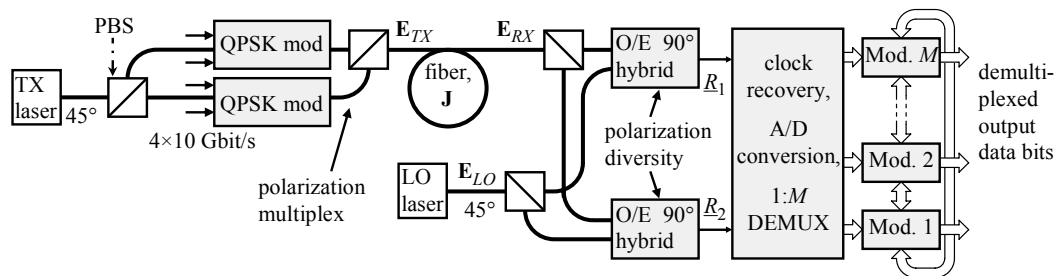 PBS
TX
laser
45°
QPSK mod
QPSK mod
4×10 Gbit/s
polarization
multiplex
E_TX
fiber,
J
E_RX
LO
laser
E_LO
45°
O/E 90°
hybrid
R_1
polarization
diversity
O/E 90°
hybrid
R_2
clock
recovery,
A/D
conversion,
1:M
DEMUX
Mod. M
Mod. 2
Mod. 1
demulti-
plexed
output
data bits